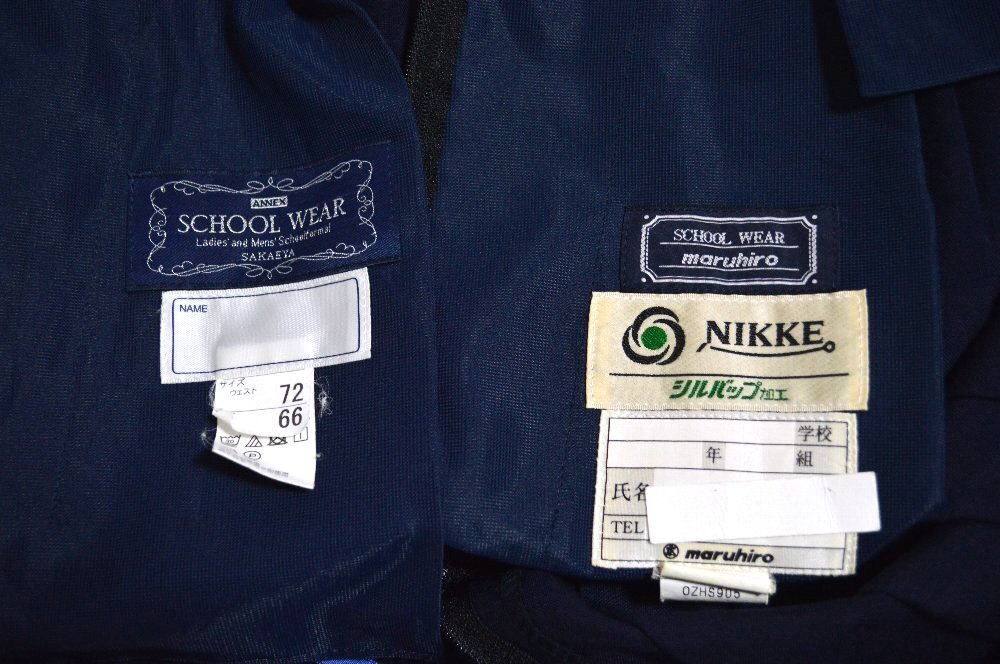 ANNEX
SCHOOL WEAR
Ladies' and Mens' Schoolformal
SAKAEYA
NAME
サイズ
ウエスト 72
66
SCHOOL WEAR
maruhiro
NIKKE
シルバップ加工
学校
年 組
氏名
TEL
maruhiro
OZHS905